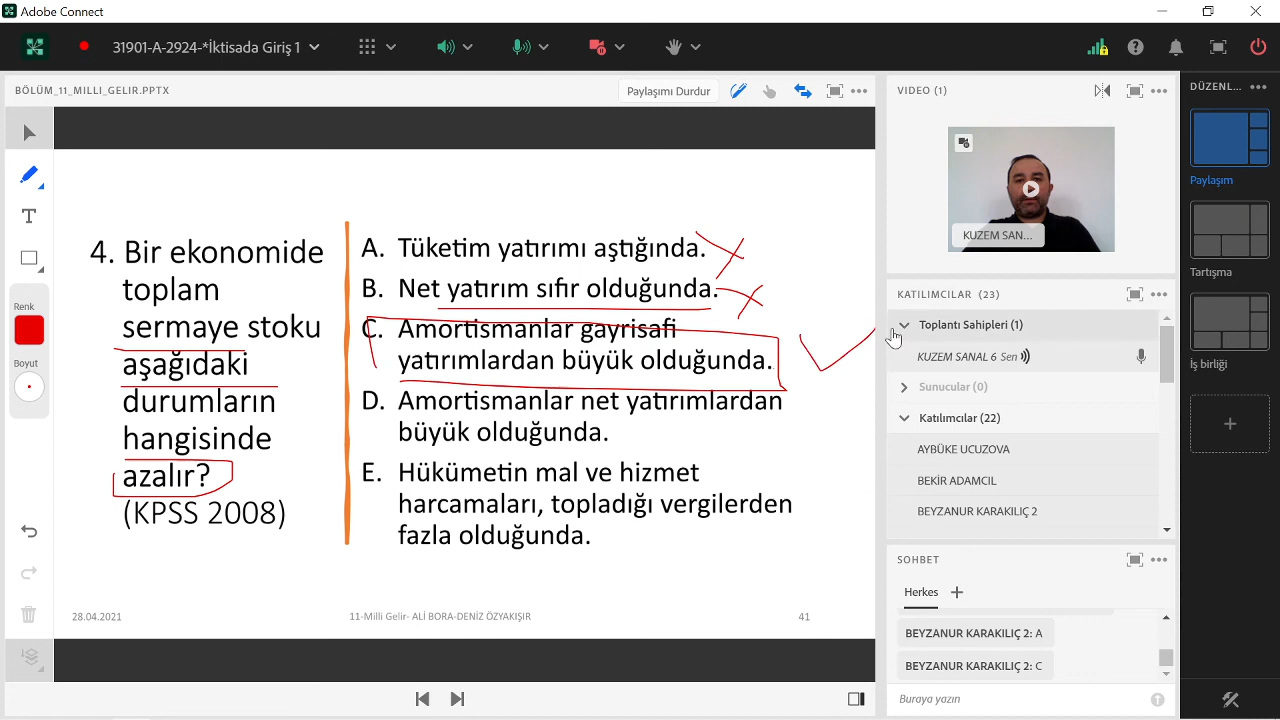 Adobe Connect
31901-A-2924-*İktisada Giriş 1
BÖLÜM_11_MILLI_GELIR.PPTX
Paylaşımı Durdur
Renk
Boyut
4. Bir ekonomide
toplam
sermaye stoku
aşağıdaki
durumların
hangisinde
azalır?
(KPSS 2008)
A. Tüketim yatırımı aştığında.
B. Net yatırım sıfır olduğunda.
C. Amortismanlar gayrisafi
yatırımlardan büyük olduğunda.
D. Amortismanlar net yatırımlardan
büyük olduğunda.
E. Hükümetin mal ve hizmet
harcamaları, topladığı vergilerden
fazla olduğunda.
28.04.2021
11-Milli Gelir- ALİ BORA-DENİZ ÖZYAKIŞIR
41
VIDEO (1)
KUZEM SAN...
KATILIMCILAR (23)
Toplantı Sahipleri (1)
KUZEM SANAL 6 Sen
Sunucular (0)
Katılımcılar (22)
AYBÜKE UCUZOVA
BEKİR ADAMCIL
BEYZANUR KARAKILIÇ 2
SOHBET
Herkes
BEYZANUR KARAKILIÇ 2: A
BEYZANUR KARAKILIÇ 2: C
Buraya yazın
DÜZENL...
Paylaşım
Tartışma
İş birliği